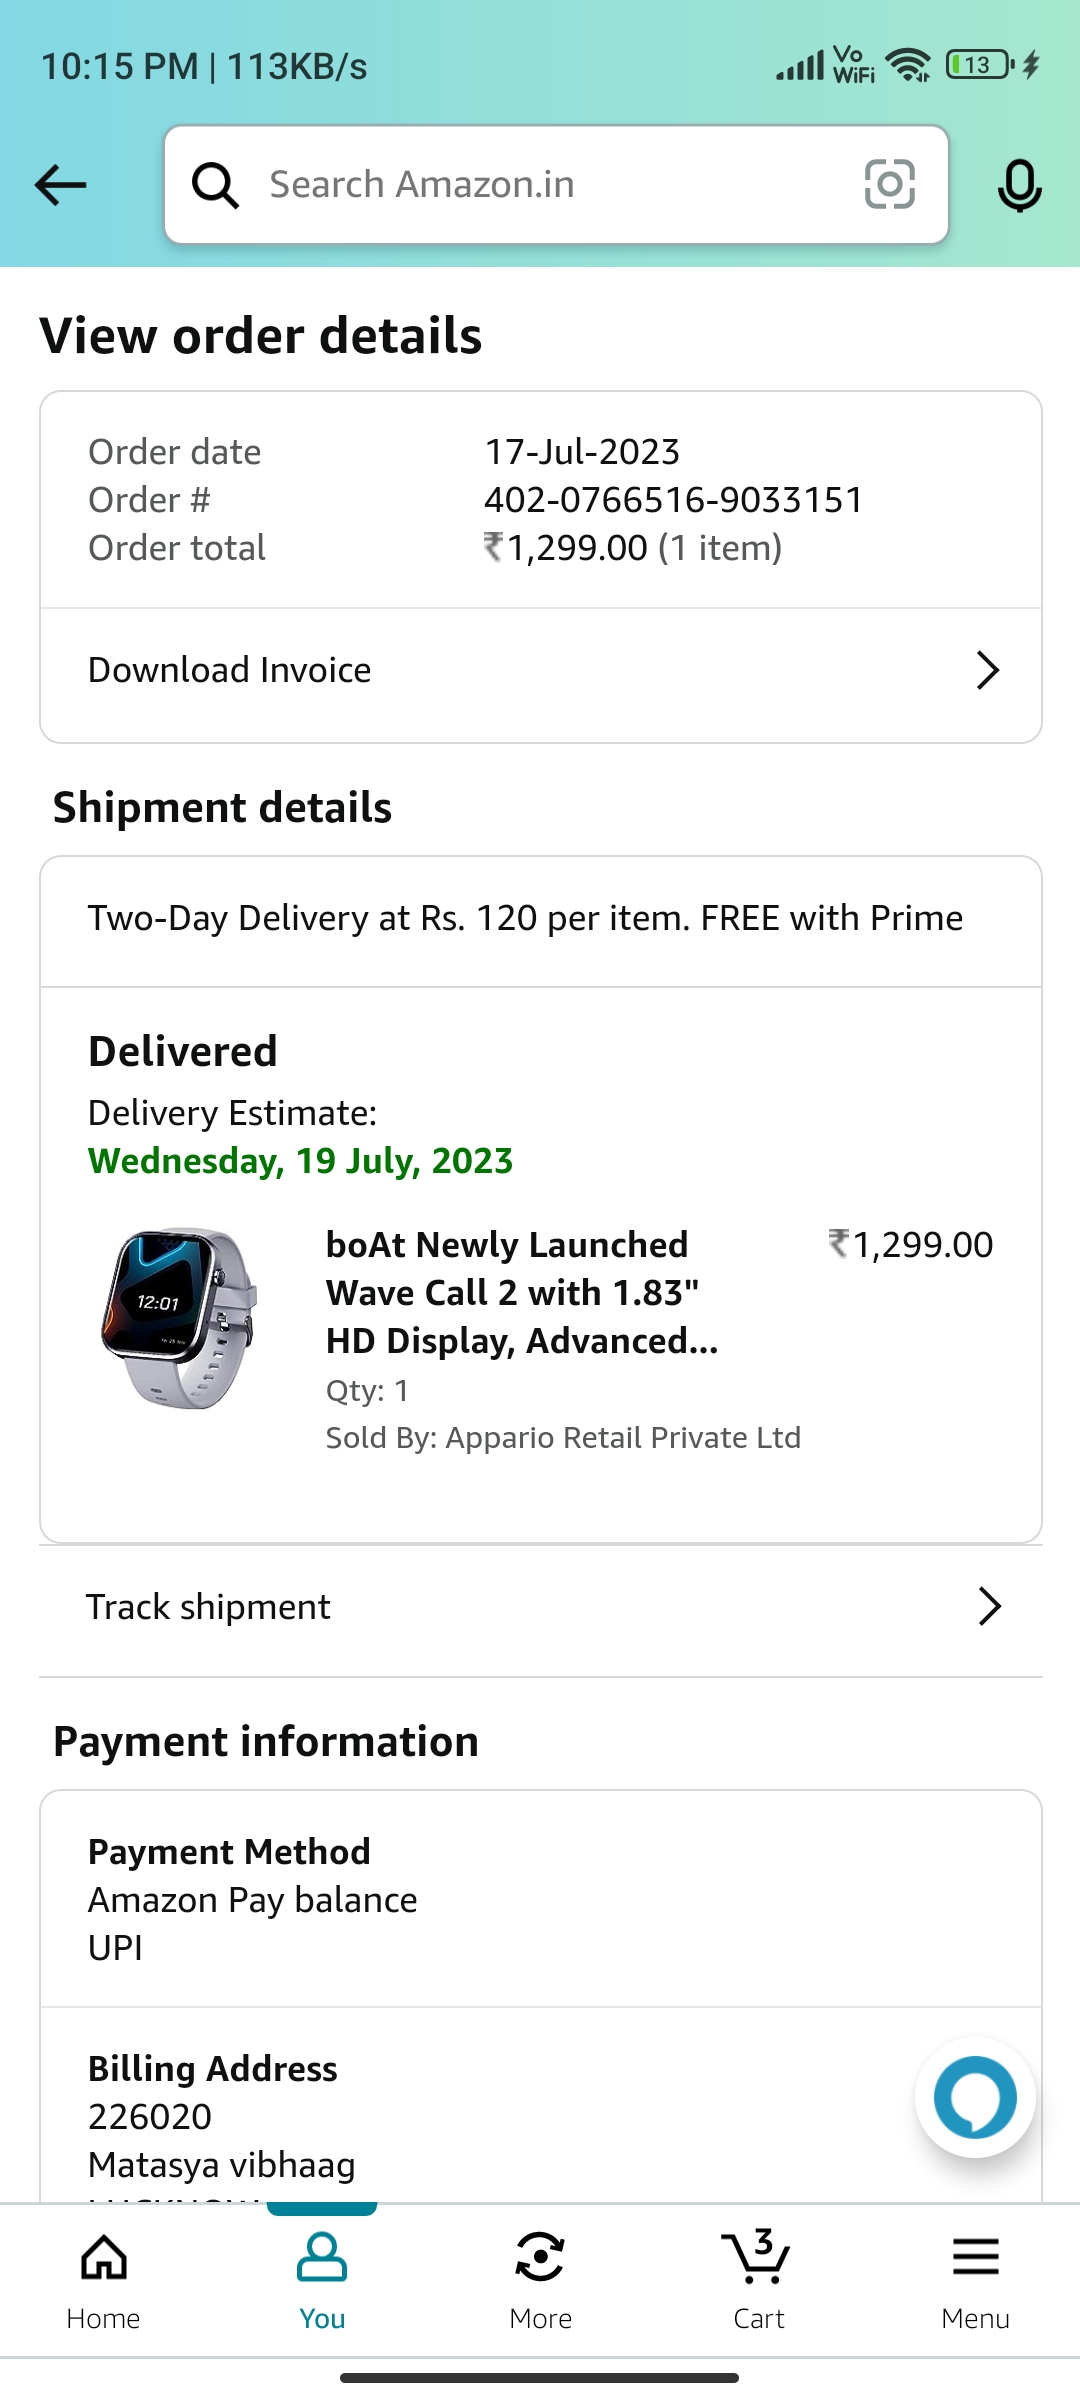 10:15 PM | 113KB/s
Vo
WiFi
13
Search Amazon.in
View order details
Order date 17-Jul-2023
Order # 402-0766516-9033151
Order total ₹1,299.00 (1 item)
Download Invoice
Shipment details
Two-Day Delivery at Rs. 120 per item. FREE with Prime
Delivered
Delivery Estimate:
Wednesday, 19 July, 2023
12:01
boAt Newly Launched ₹1,299.00
Wave Call 2 with 1.83"
HD Display, Advanced...
Qty: 1
Sold By: Appario Retail Private Ltd
Track shipment
Payment information
Payment Method
Amazon Pay balance
UPI
Billing Address
226020
Matasya vibhaag
LUCKNOW
3
Home You More Cart Menu